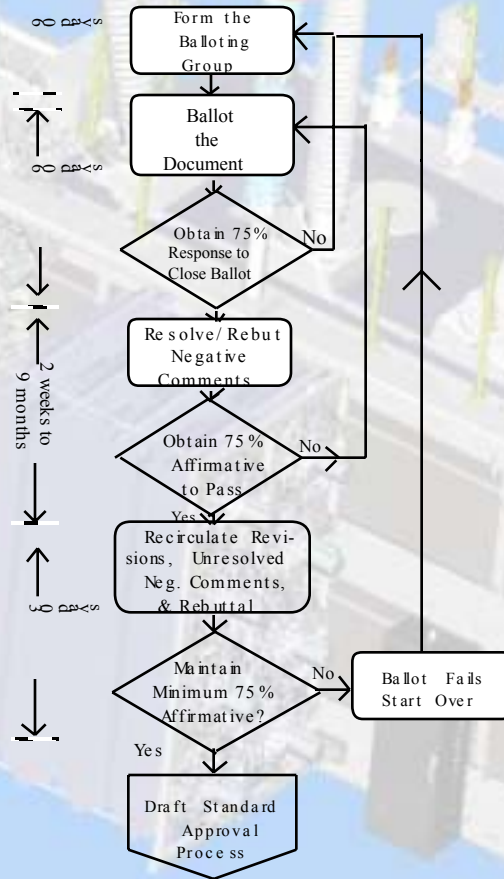 Form the
Balloting
Group
Ballot
the
Document
Obtain 75%
Response to
Close Ballot
No
Resolve/Rebut
Negative
Comments
2 weeks to
9 months
Obtain 75%
Affirmative
to Pass
No
Yes
Recirculate Revi-
sions, Unresolved
Neg. Comments,
& Rebuttal
30 days
Maintain
Minimum 75%
Affirmative?
No
Ballot Fails
Start Over
Yes
Draft Standard
Approval
Process